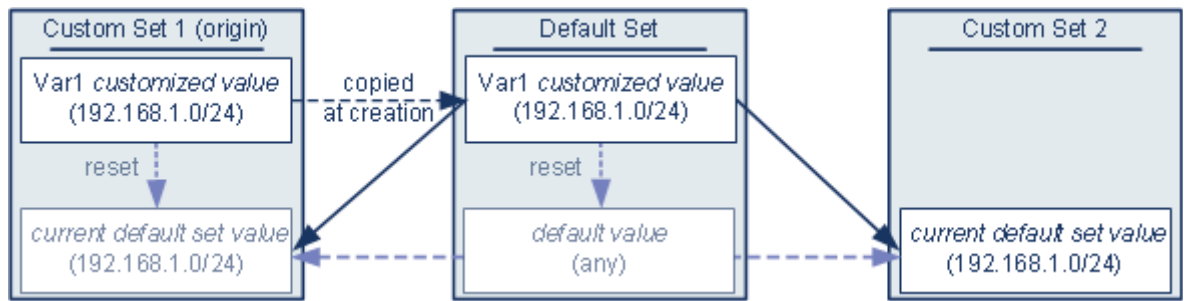 Custom Set 1 (origin)
Var1 customized value
(192.168.1.0/24)
reset
current default set value
(192.168.1.0/24)
copied
at creation
Default Set
Var1 customized value
(192.168.1.0/24)
reset
default value
(any)
Custom Set 2
current default set value
(192.168.1.0/24)